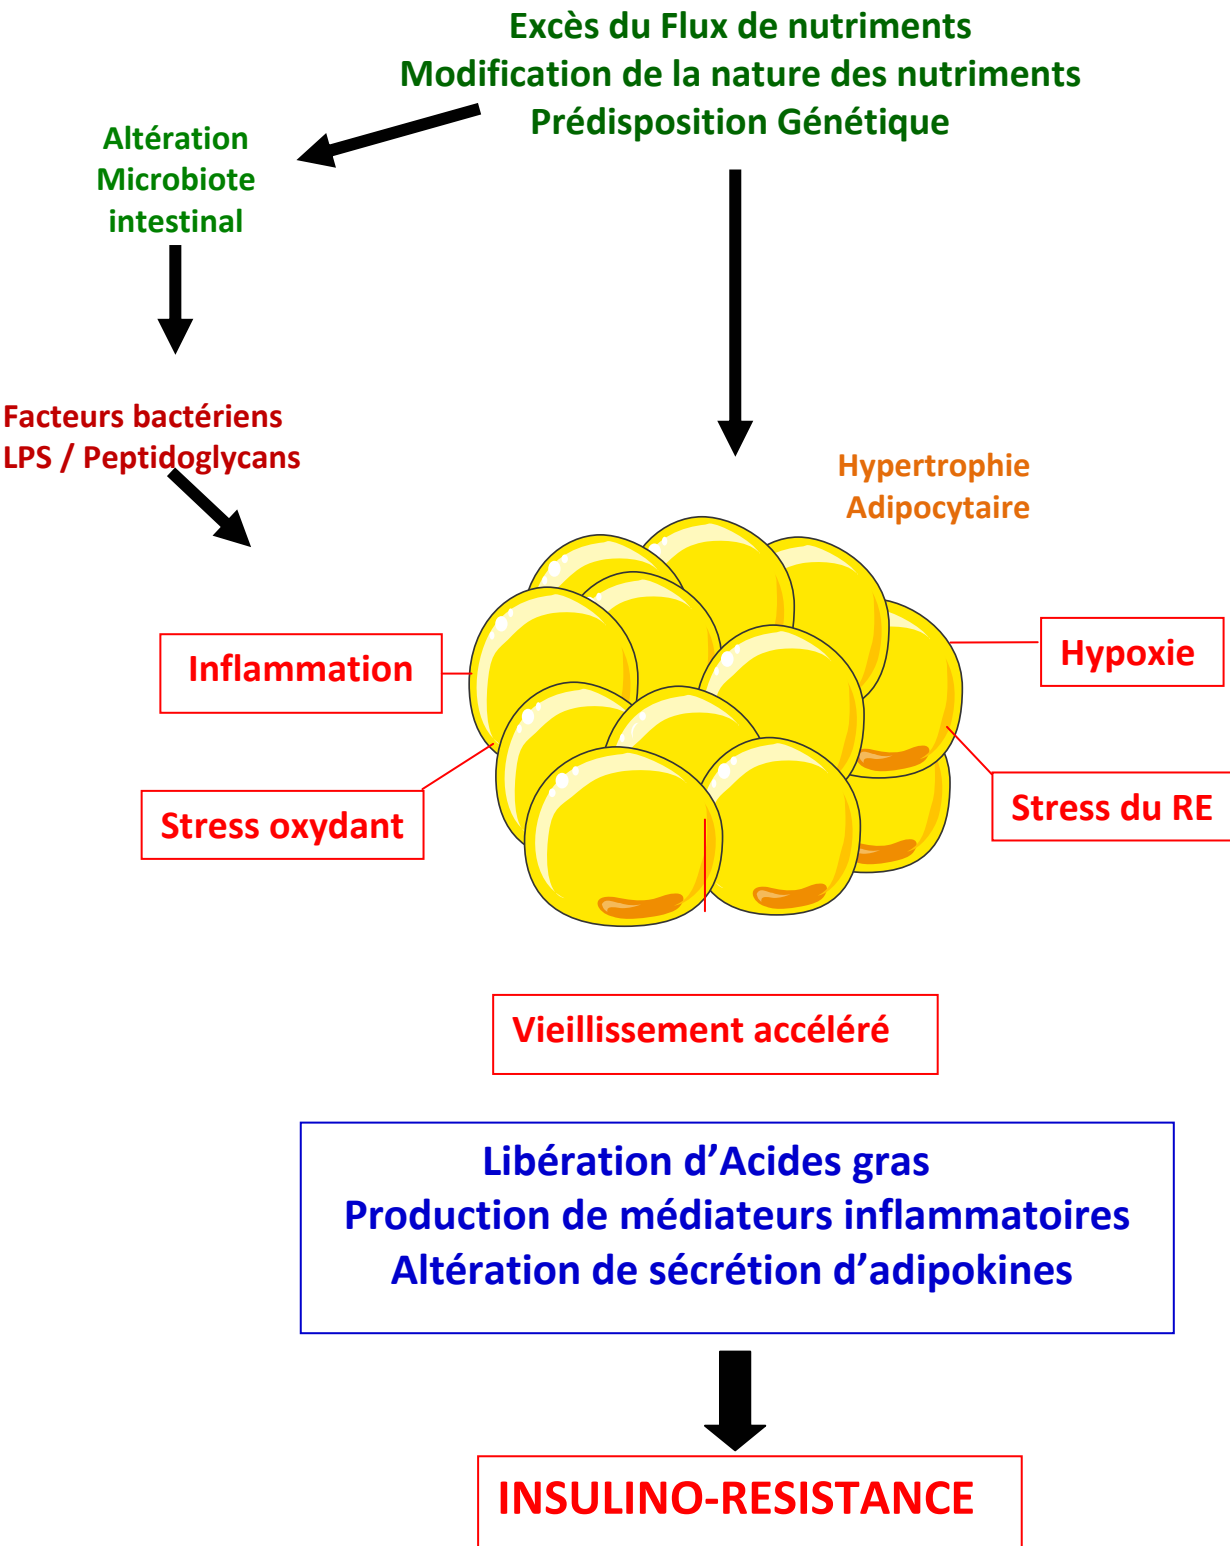 Excès du Flux de nutriments
Modification de la nature des nutriments
Prédisposition Génétique
Altération
Microbiote
intestinal
Facteurs bactériens
LPS / Peptidoglycans
Hypertrophie
Adipocytaire
Inflammation
Hypoxie
Stress oxydant
Stress du RE
Vieillissement accéléré
Libération d’Acides gras
Production de médiateurs inflammatoires
Altération de sécrétion d’adipokines
INSULINO-RESISTANCE